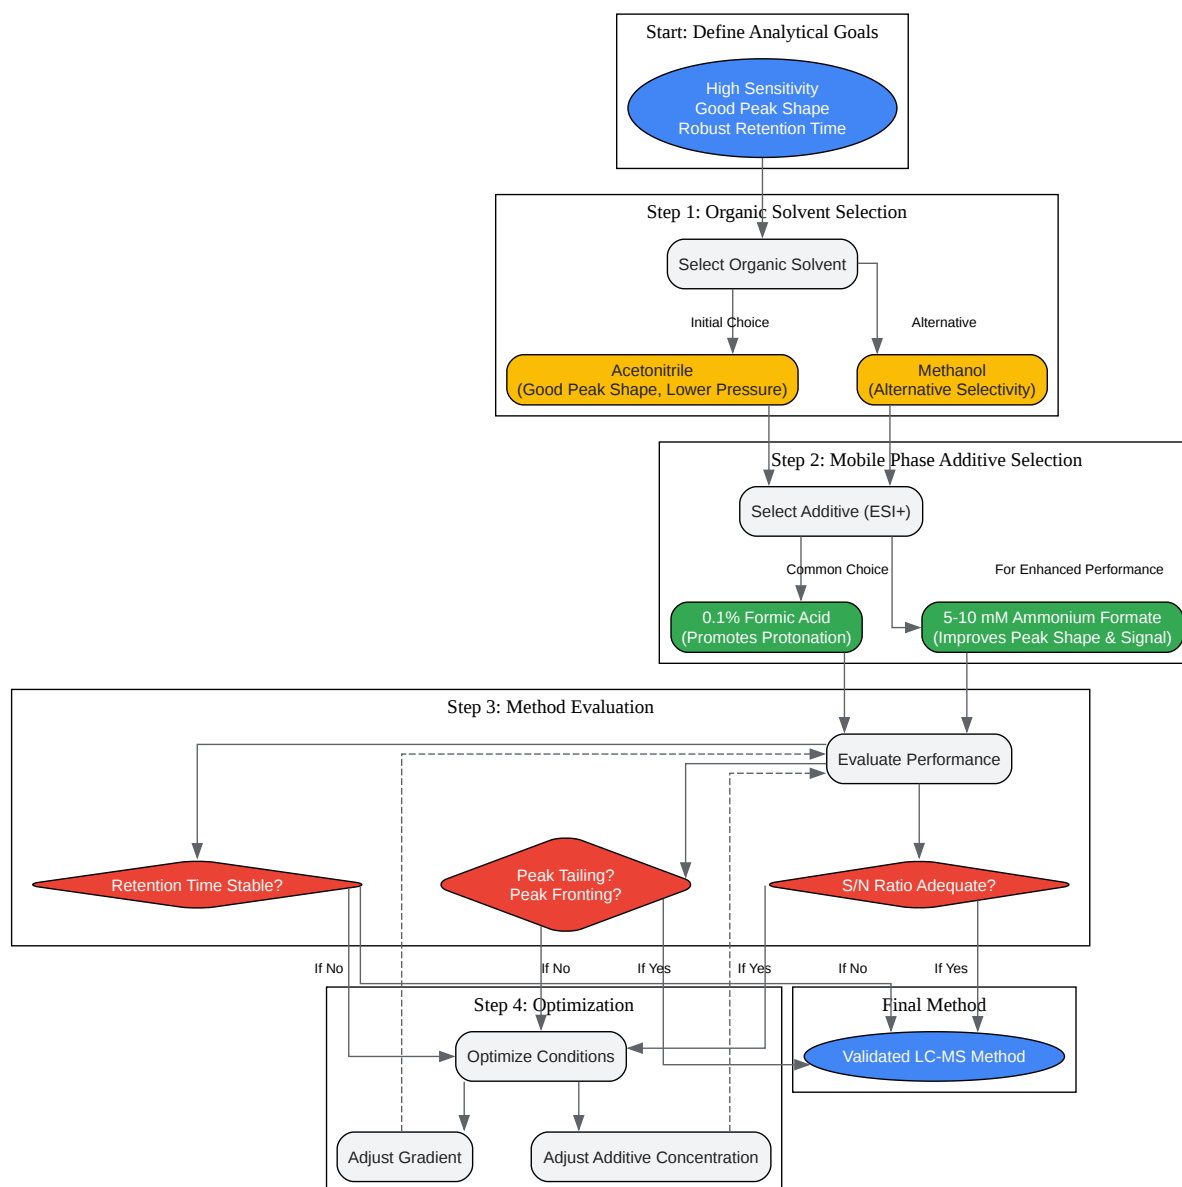 Start: Define Analytical Goals
High Sensitivity
Good Peak Shape
Robust Retention Time
Step 1: Organic Solvent Selection
Select Organic Solvent
Initial Choice
Alternative
Acetonitrile
(Good Peak Shape, Lower Pressure)
Methanol
(Alternative Selectivity)
Step 2: Mobile Phase Additive Selection
Select Additive (ESI+)
Common Choice
For Enhanced Performance
0.1% Formic Acid
(Promotes Protonation)
5-10 mM Ammonium Formate
(Improves Peak Shape & Signal)
Step 3: Method Evaluation
Evaluate Performance
Retention Time Stable?
Peak Tailing?
Peak Fronting?
S/N Ratio Adequate?
If No
If No
If Yes
If Yes
If No
If Yes
Step 4: Optimization
Final Method
Optimize Conditions
Validated LC-MS Method
Adjust Gradient
Adjust Additive Concentration